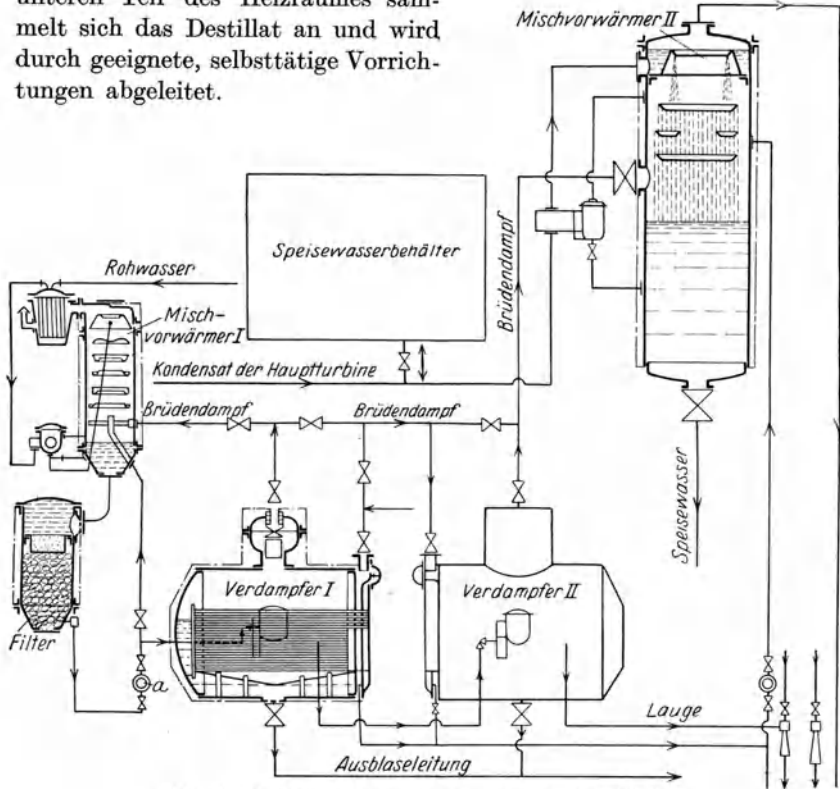 unteren Teil des Heizraumes sam-
melt sich das Destillat an und wird
durch geeignete, selbsttätige Vorrich-
tungen abgeleitet.
Mischvorwärmer II
Speisewasserbehälter
Brüdendampf
Rohwasser
Misch-
vorwärmer I
Kondensat der Hauptturbine
Brüdendampf
Brüdendampf
Speisewasser
Verdampfer I
Verdampfer II
Filter
a
Lauge
Ausblaseleitung